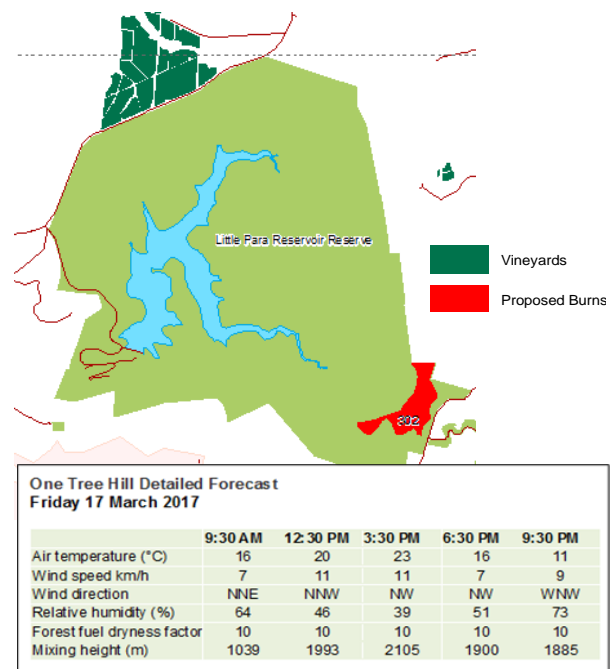 Little Para Reservoir Reserve
Vineyards
Proposed Burns
302
One Tree Hill Detailed Forecast
Friday 17 March 2017
9:30 AM 12:30 PM 3:30 PM 6:30 PM 9:30 PM
Air temperature (°C) 16 20 23 16 11
Wind speed km/h 7 11 11 7 9
Wind direction NNE NNW NW NW WNW
Relative humidity (%) 64 46 39 51 73
Forest fuel dryness factor 10 10 10 10 10
Mixing height (m) 1039 1993 2105 1900 1885